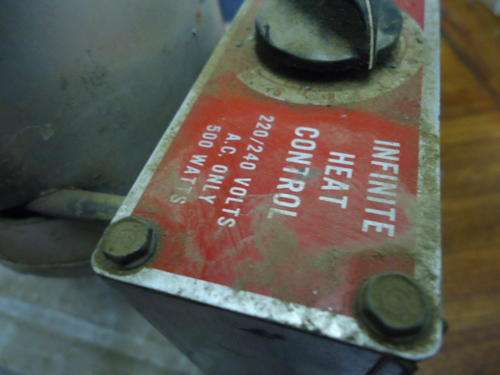 INFINITE
HEAT
CONTROL
220/240 VOLTS
A.C. ONLY
500 WATTS